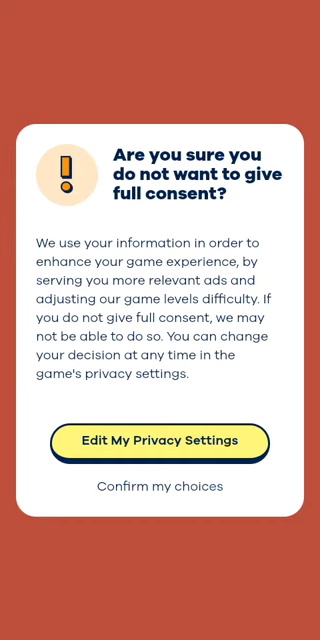 Are you sure you
do not want to give
full consent?
We use your information in order to
enhance your game experience, by
serving you more relevant ads and
adjusting our game levels difficulty. If
you do not give full consent, we may
not be able to do so. You can change
your decision at any time in the
game's privacy settings.
Edit My Privacy Settings
Confirm my choices